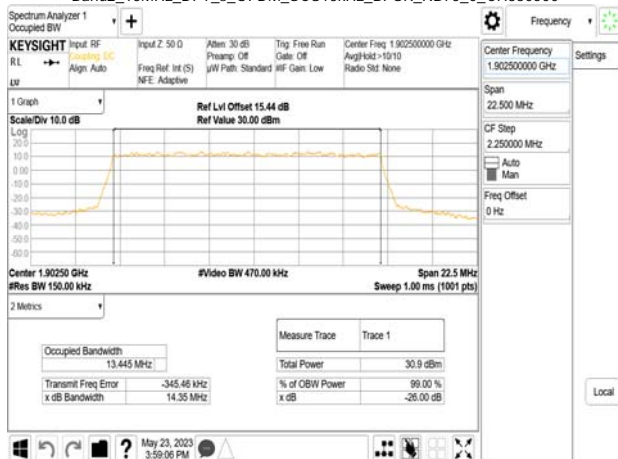 Spectrum Analyzer 1
Occupied BW
+
Frequency
KEYSIGHT
RL
Input: RF
Coupling: DC
Align: Auto
Input Z: 50 Ω
Freq Ref: Int (S)
NFE: Adaptive
Atten: 30 dB
Preamp: Off
µW Path: Standard
Trig: Free Run
Gate: Off
#IF Gain: Low
Center Freq: 1.902500000 GHz
Avg|Hold:>10/10
Radio Std: None
Center Frequency
1.902500000 GHz
Settings
Span
22.500 MHz
CF Step
2.250000 MHz
Auto
Man
Freq Offset
0 Hz
1 Graph
Scale/Div 10.0 dB
Ref Lvl Offset 15.44 dB
Ref Value 30.00 dBm
Log
20.0
10.0
0.00
-10.0
-20.0
-30.0
-40.0
-50.0
-60.0
Center 1.90250 GHz
#Res BW 150.00 kHz
#Video BW 470.00 kHz
Span 22.5 MHz
Sweep 1.00 ms (1001 pts)
2 Metrics
Occupied Bandwidth
13.445 MHz
Transmit Freq Error -345.46 kHz
x dB Bandwidth 14.35 MHz
Measure Trace Trace 1
Total Power 30.9 dBm
% of OBW Power 99.00 %
x dB -26.00 dB
Local
?
May 23, 2023
3:59:06 PM